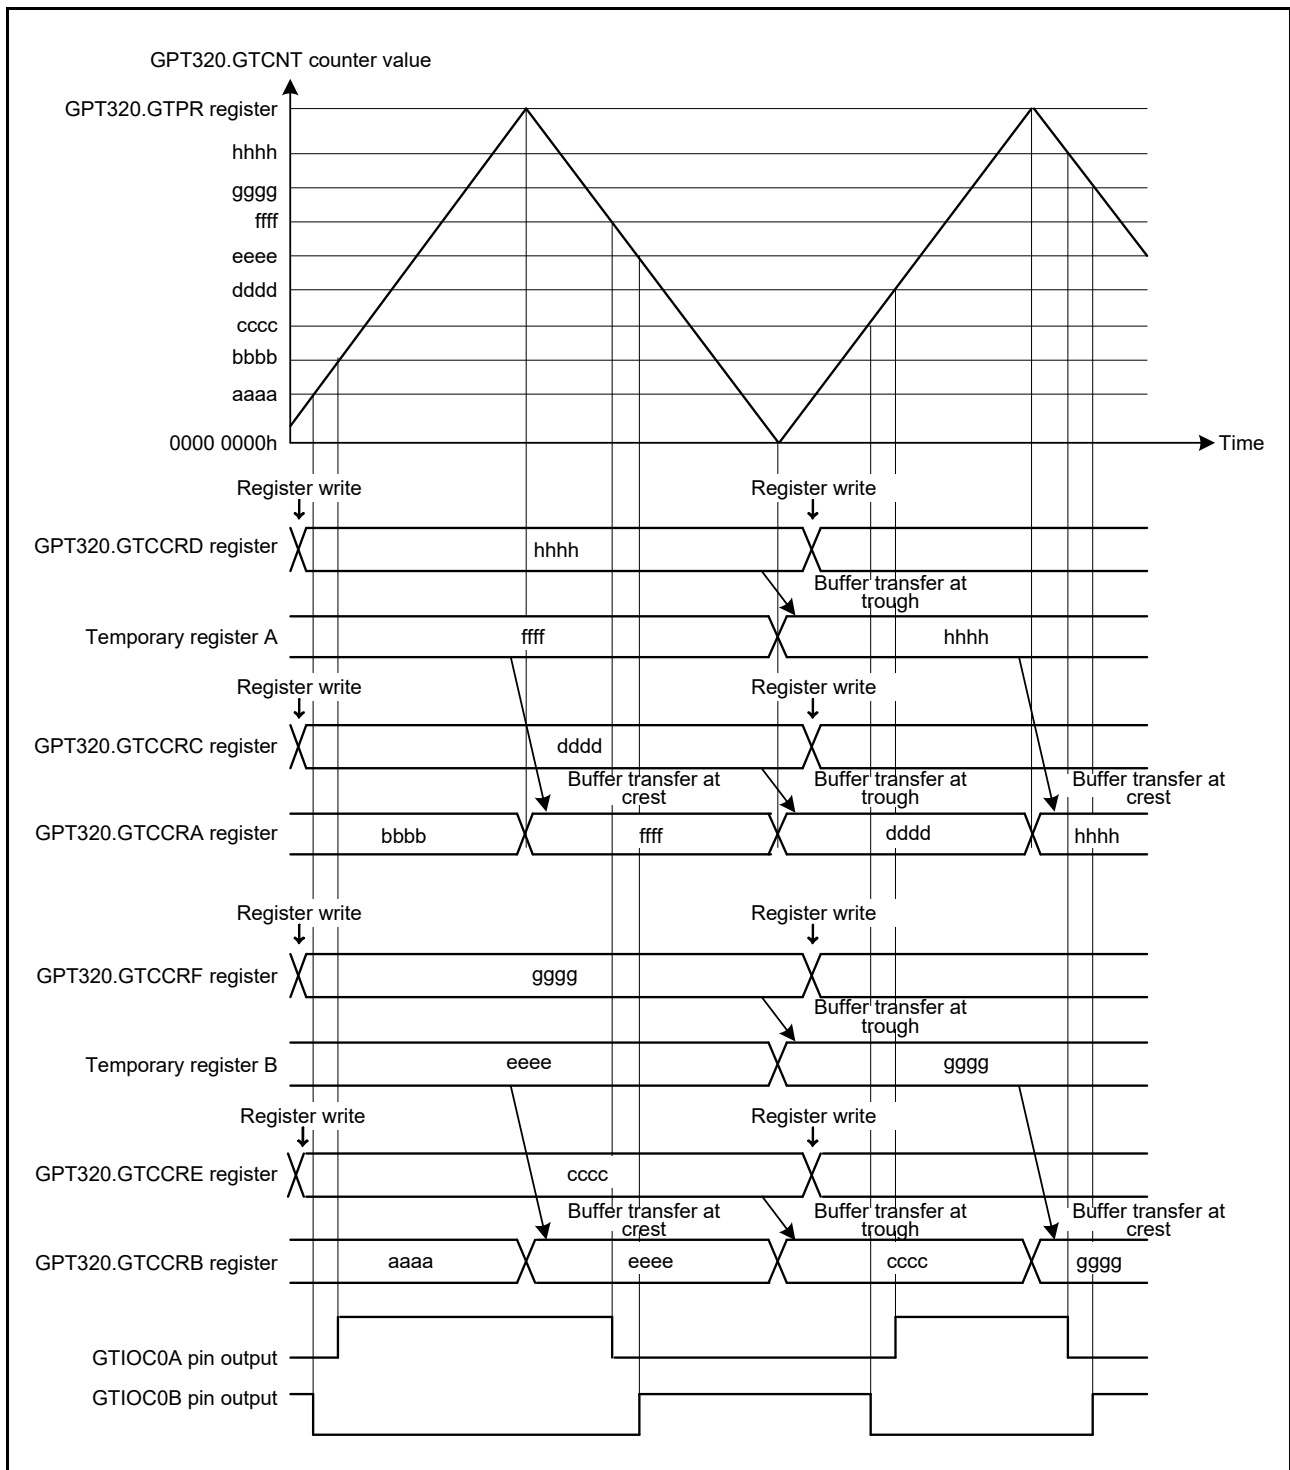 GPT320.GTCNT counter value
GPT320.GTPR register
hhhh
gggg
ffff
eeee
dddd
cccc
bbbb
aaaa
0000 0000h
Time
Register write
Register write
GPT320.GTCCRD register
hhhh
Buffer transfer at
trough
Temporary register A
ffff
hhhh
Register write
Register write
GPT320.GTCCRC register
dddd
Buffer transfer at
crest
Buffer transfer at
trough
Buffer transfer at
crest
GPT320.GTCCRA register
bbbb
ffff
dddd
hhhh
Register write
Register write
GPT320.GTCCRF register
gggg
Buffer transfer at
trough
Temporary register B
eeee
gggg
Register write
Register write
GPT320.GTCCRE register
cccc
Buffer transfer at
crest
Buffer transfer at
trough
Buffer transfer at
crest
GPT320.GTCCRB register
aaaa
eeee
cccc
gggg
GTIOC0A pin output
GTIOC0B pin output